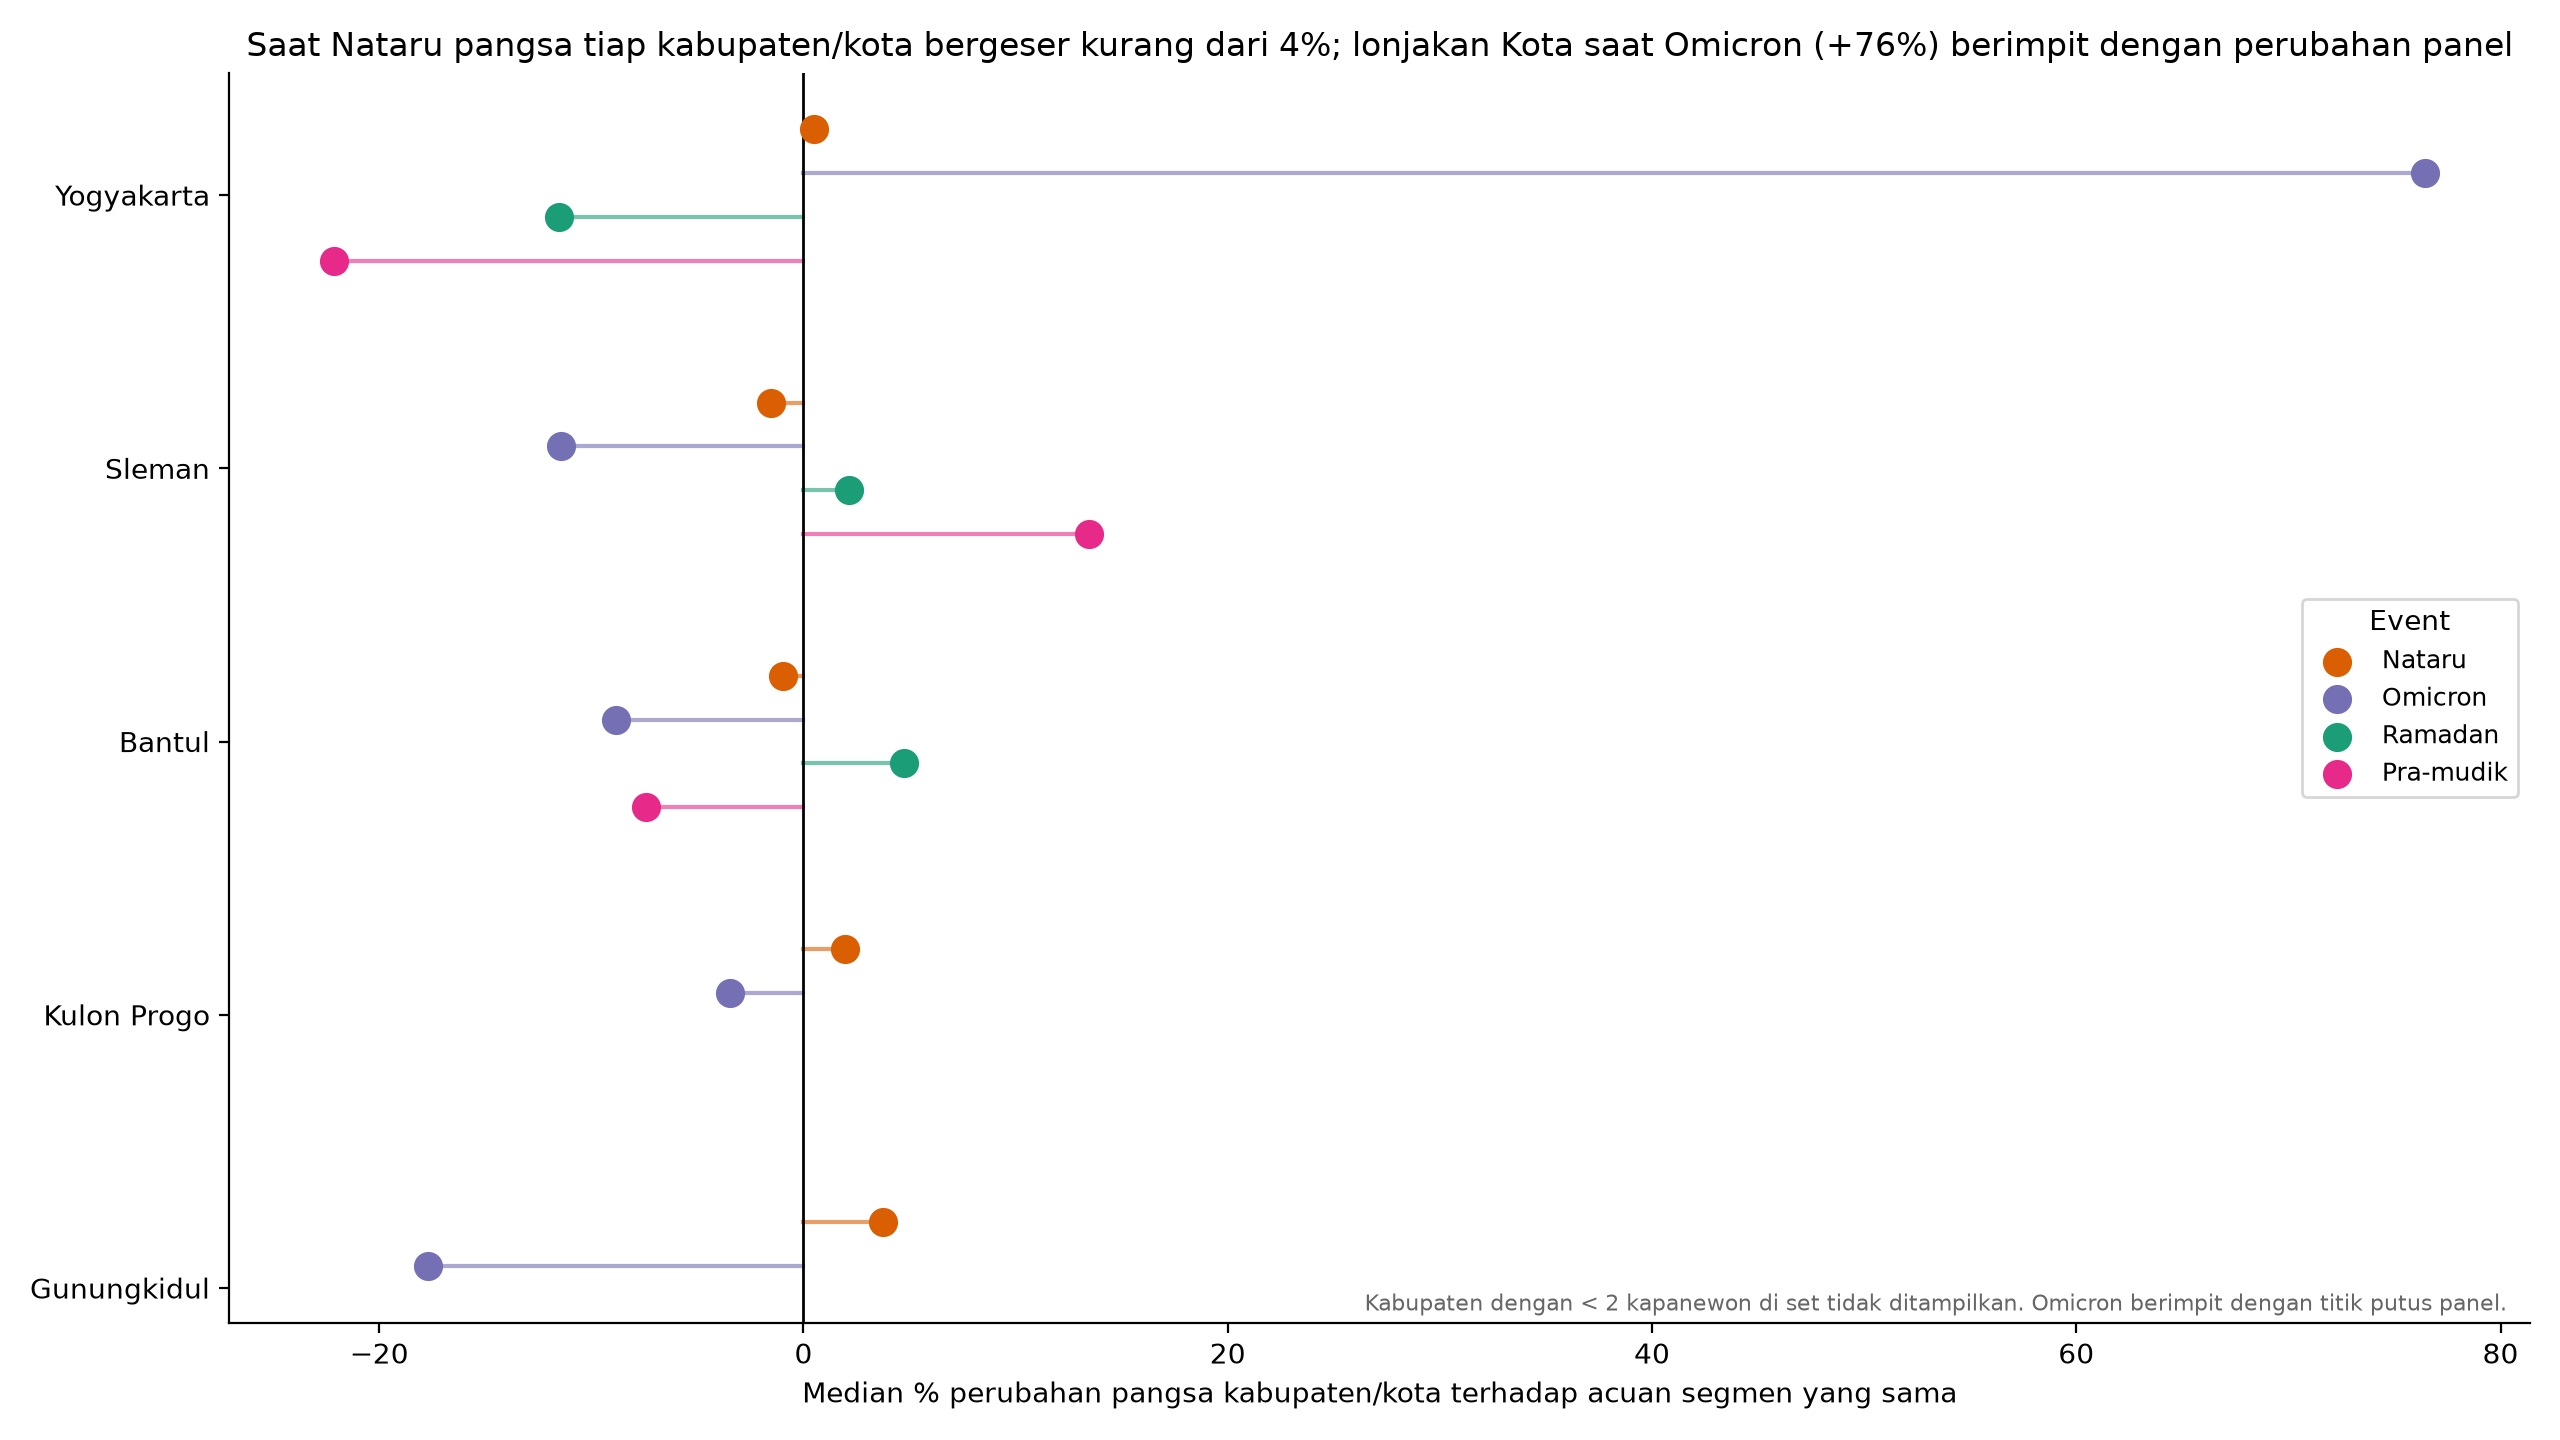 Saat Nataru pangsa tiap kabupaten/kota bergeser kurang dari 4%; lonjakan Kota saat Omicron (+76%) berimpit dengan perubahan panel
Yogyakarta
Sleman
Bantul
Kulon Progo
Gunungkidul
Event
Nataru
Omicron
Ramadan
Pra-mudik
Kabupaten dengan < 2 kapanewon di set tidak ditampilkan. Omicron berimpit dengan titik putus panel.
−20 0 20 40 60 80
Median % perubahan pangsa kabupaten/kota terhadap acuan segmen yang sama